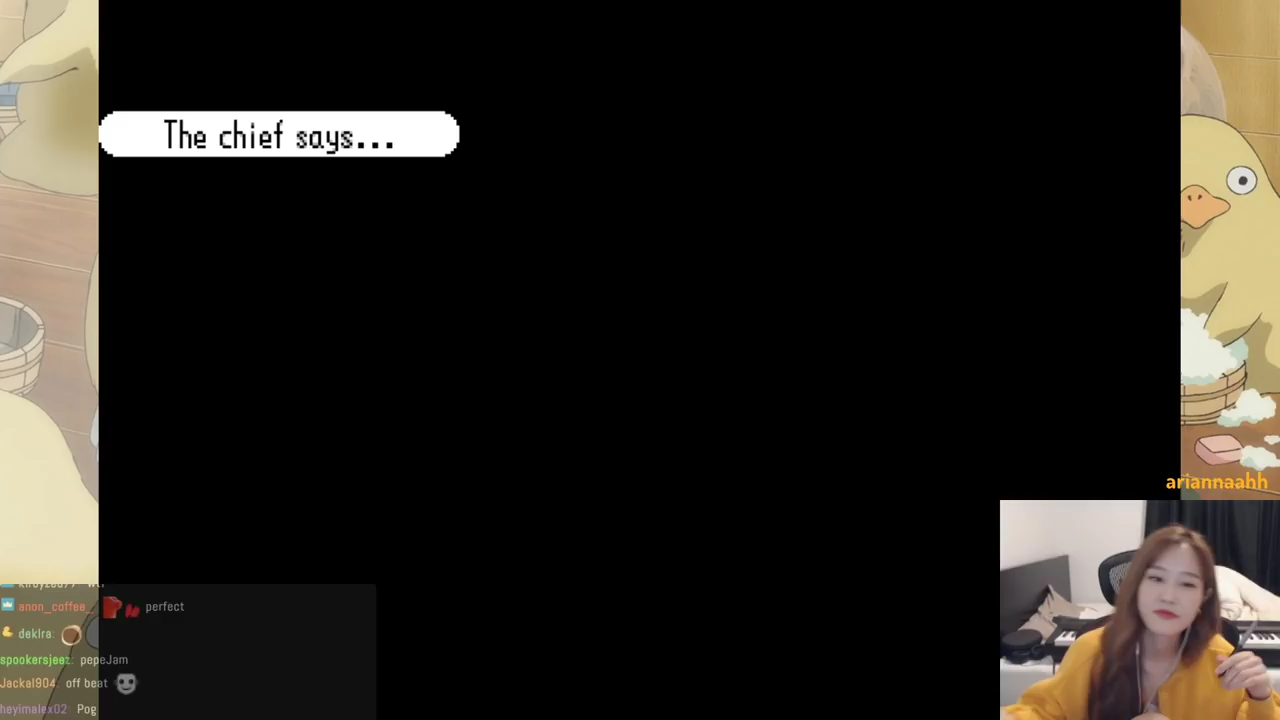 The chief says...
ariannaahh
anon_coffee_ perfect
deklra:
spookersjeez: pepeJam
Jackal904: off beat
heyimalex02 Pog